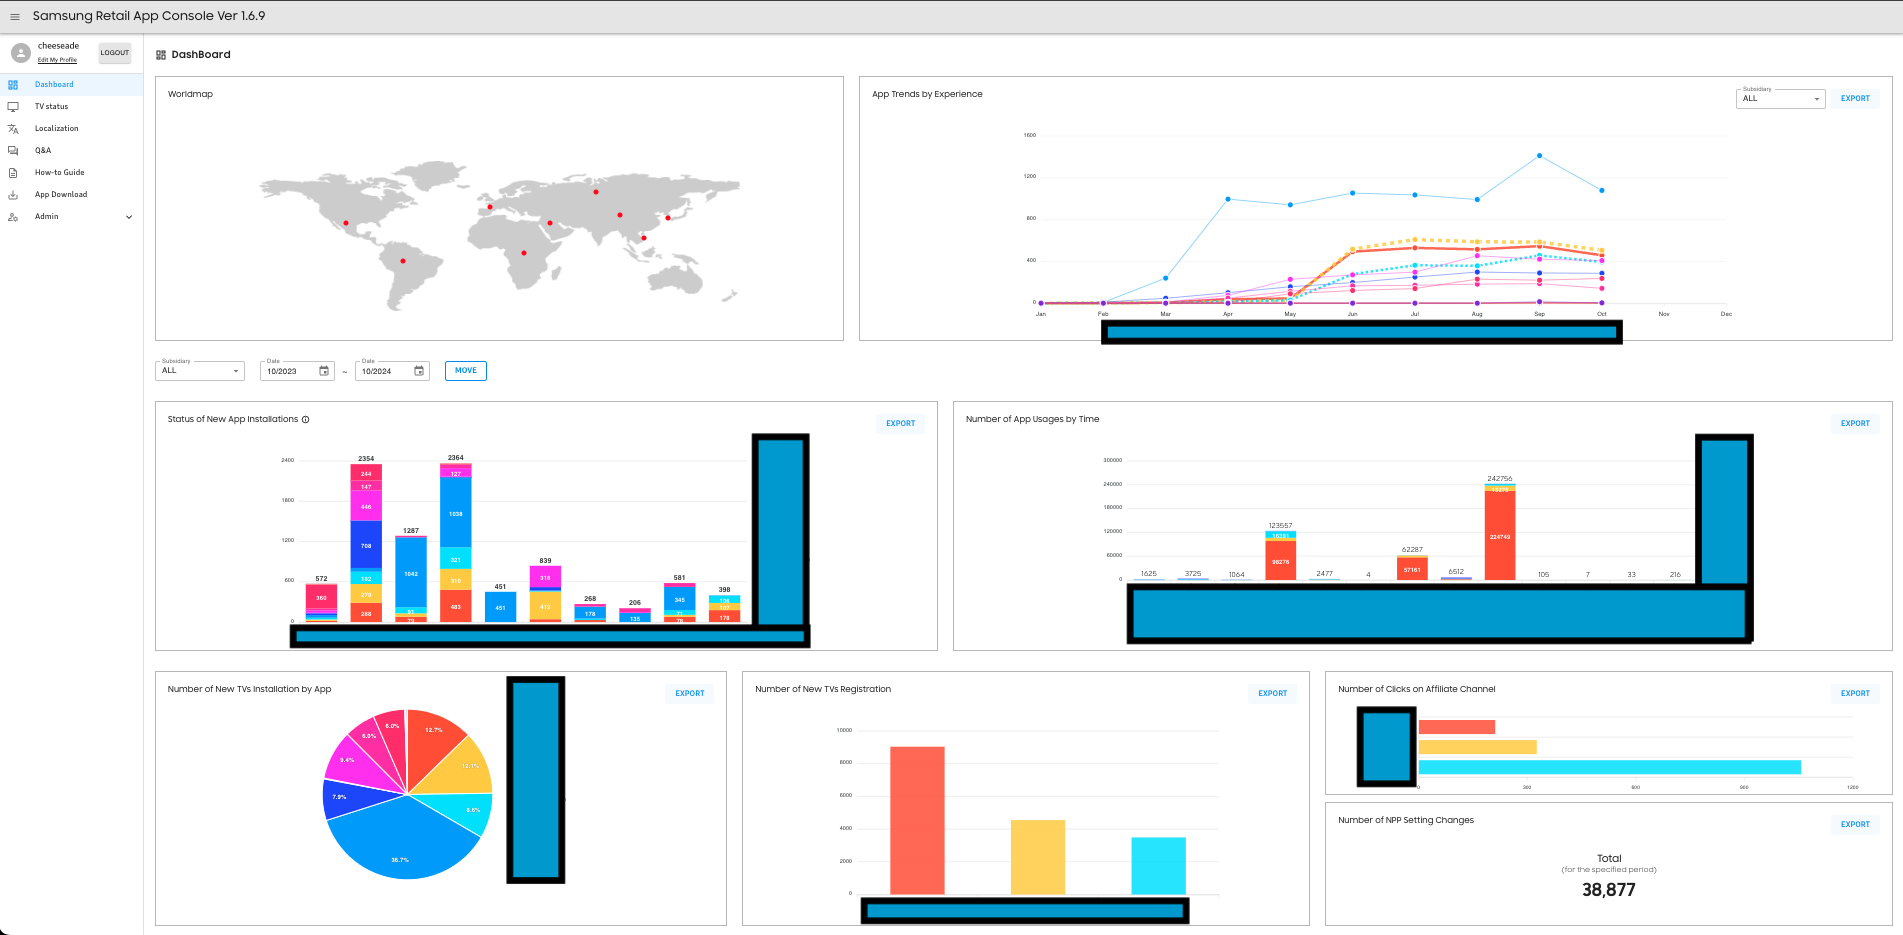 Samsung Retail App Console Ver 1.6.9
cheeseade
Edit My Profile
LOGOUT
Dashboard
TV status
Localization
Q&A
How-to Guide
App Download
Admin
DashBoard
Worldmap
App Trends by Experience
Subsidiary
ALL
EXPORT
1600
1200
800
400
0
Jan Feb Mar Apr May Jun Jul Aug Sep Oct Nov Dec
Subsidiary
ALL
Date
10/2023
~
Date
10/2024
MOVE
Status of New App Installations
EXPORT
2400
1800
1200
600
0
572
360
2354
244
147
446
708
182
279
288
1287
1042
91
79
2364
127
1038
321
483
451
451
839
318
412
268
178
206
135
581
345
71
76
398
106
178
Number of App Usages by Time
EXPORT
300000
240000
180000
120000
60000
0
1625
3725
1064
123557
98276
2477
4
62287
57161
6512
242756
224749
105
7
33
216
Number of New TVs Installation by App
EXPORT
12.7%
12.1%
8.6%
36.7%
7.9%
9.4%
6.0%
6.0%
Number of New TVs Registration
EXPORT
10000
8000
6000
4000
2000
0
Number of Clicks on Affiliate Channel
EXPORT
0 300 600 900 1200
Number of NPP Setting Changes
EXPORT
Total
(for the specified period)
38,877